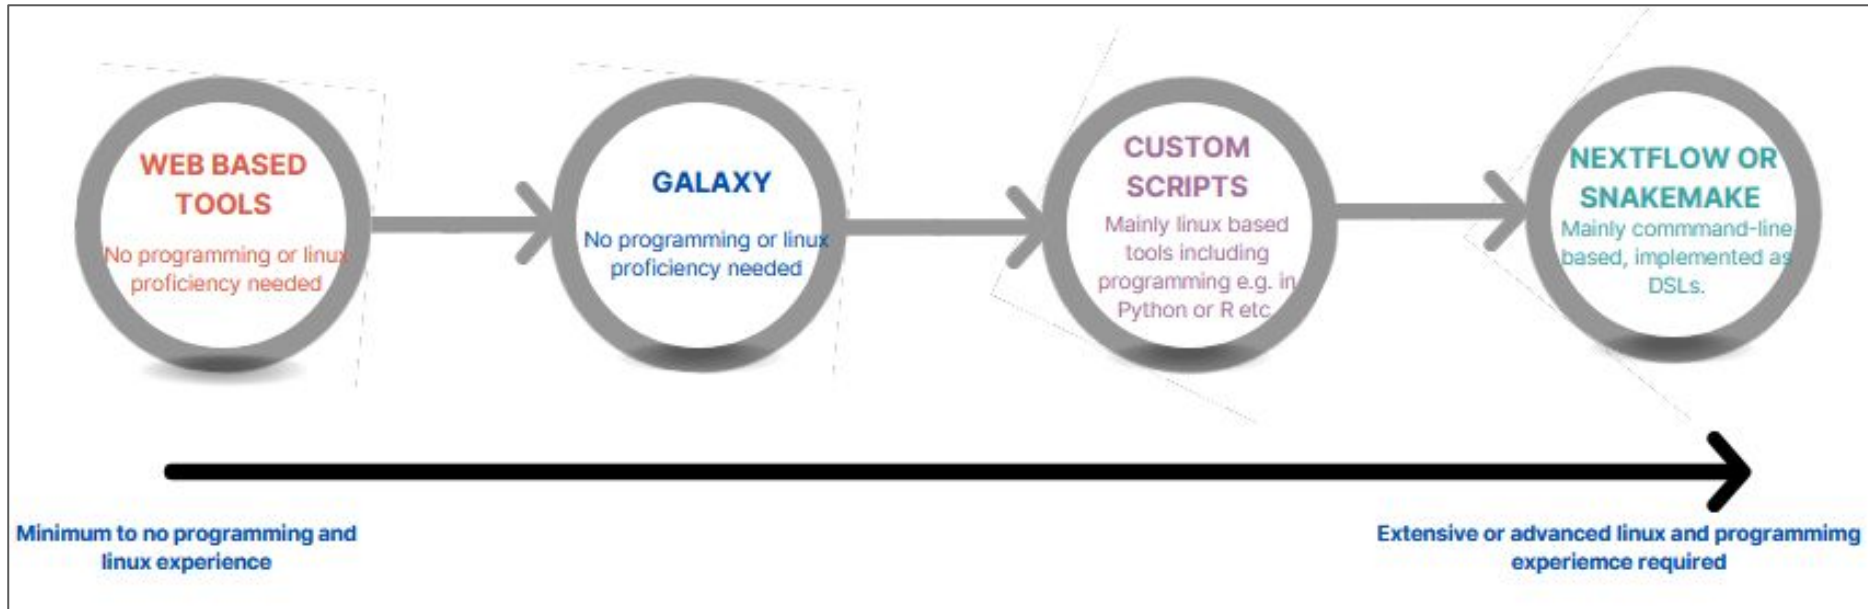 WEB BASED
TOOLS
No programming or linux
proficiency needed
GALAXY
No programming or linux
proficiency needed
CUSTOM
SCRIPTS
Mainly linux based
tools including
programming e.g. in
Python or R etc
NEXTFLOW OR
SNAKEMAKE
Mainly commmand-line
based, implemented as
DSLs.
Minimum to no programming and
linux experience
Extensive or advanced linux and programmimg
experiemce required